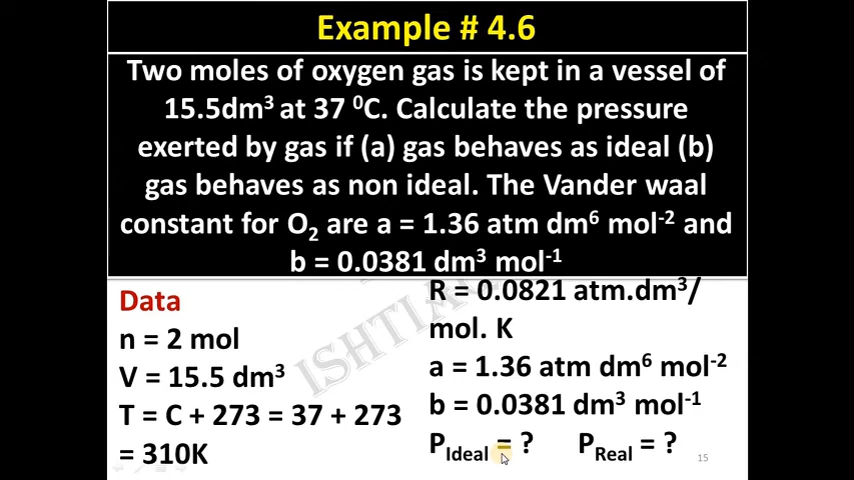 Example # 4.6
Two moles of oxygen gas is kept in a vessel of
15.5dm³ at 37 ⁰C. Calculate the pressure
exerted by gas if (a) gas behaves as ideal (b)
gas behaves as non ideal. The Vander waal
constant for O₂ are a = 1.36 atm dm⁶ mol⁻² and
b = 0.0381 dm³ mol⁻¹
Data
n = 2 mol
V = 15.5 dm³
T = C + 273 = 37 + 273
= 310K
R = 0.0821 atm.dm³/
mol. K
a = 1.36 atm dm⁶ mol⁻²
b = 0.0381 dm³ mol⁻¹
P_Ideal = ? P_Real = ?
15